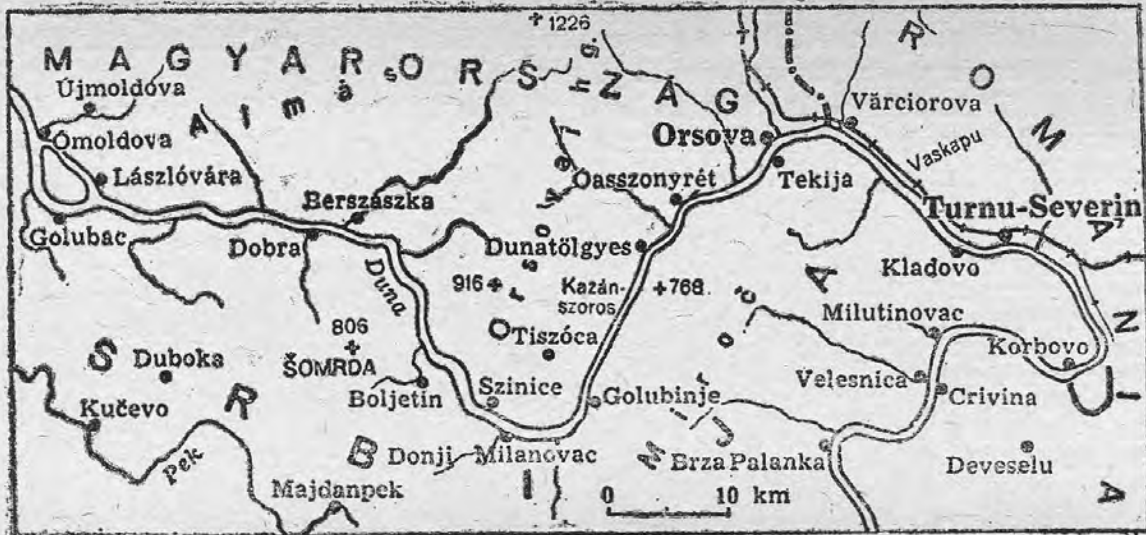 + 1226
MAGYARORSZÁG
ROMÁNIA
Újmoldova
Almás
Vârciorova
Ómoldova
Orsova
Vaskapu
Lászlóvára
Tekija
Óasszonyrét
Berszászka
Turnu-Severin
Golubac
Dobra
Dunatölgyes
Kladovo
Duna
916 +
Kazán-
szoros
+ 768
806
+
ŠOMRDA
Tiszóca
Milutinovac
Duboka
Korbovo
SRBIJA
Boljetin
Szinice
Golubinje
Velesnica
Crivina
Kučevo
Pek
Donji Milanovac
Brza Palanka
Deveselu
Majdanpek
0 10 km